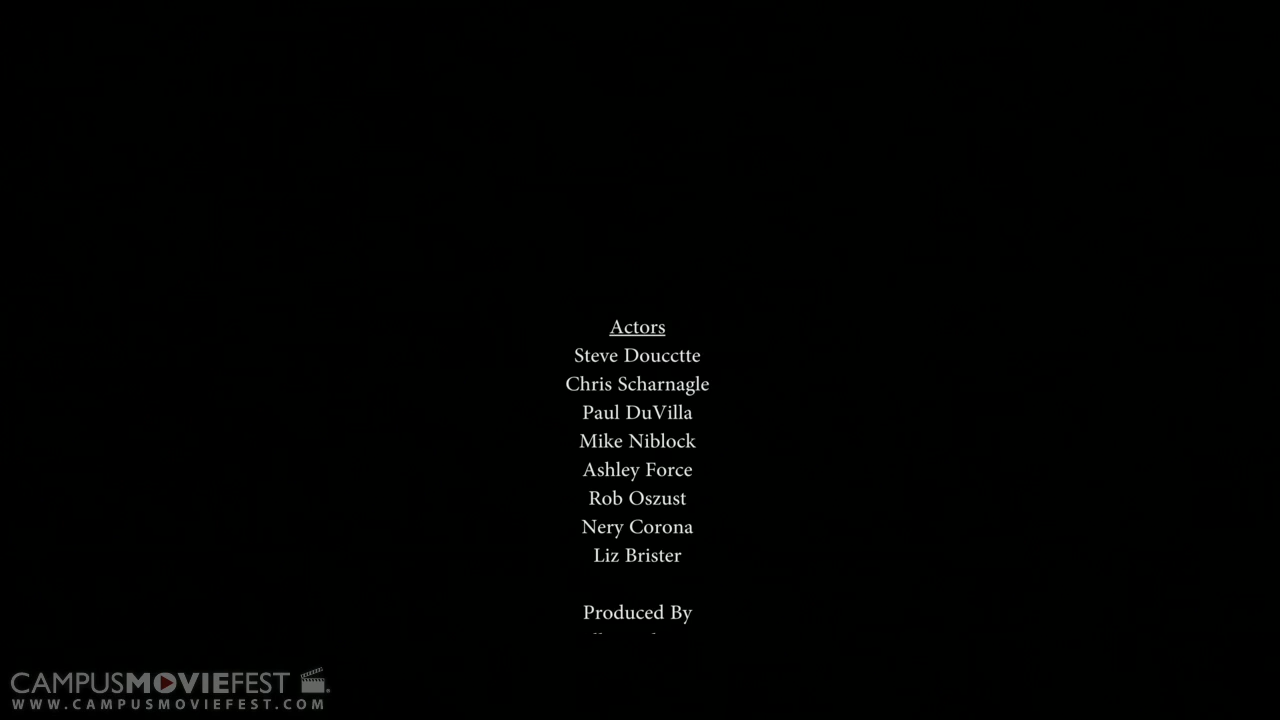 Actors
Steve Doucctte
Chris Scharnagle
Paul DuVilla
Mike Niblock
Ashley Force
Rob Oszust
Nery Corona
Liz Brister
Produced By
CAMPUSMOVIEFEST
WWW.CAMPUSMOVIEFEST.COM